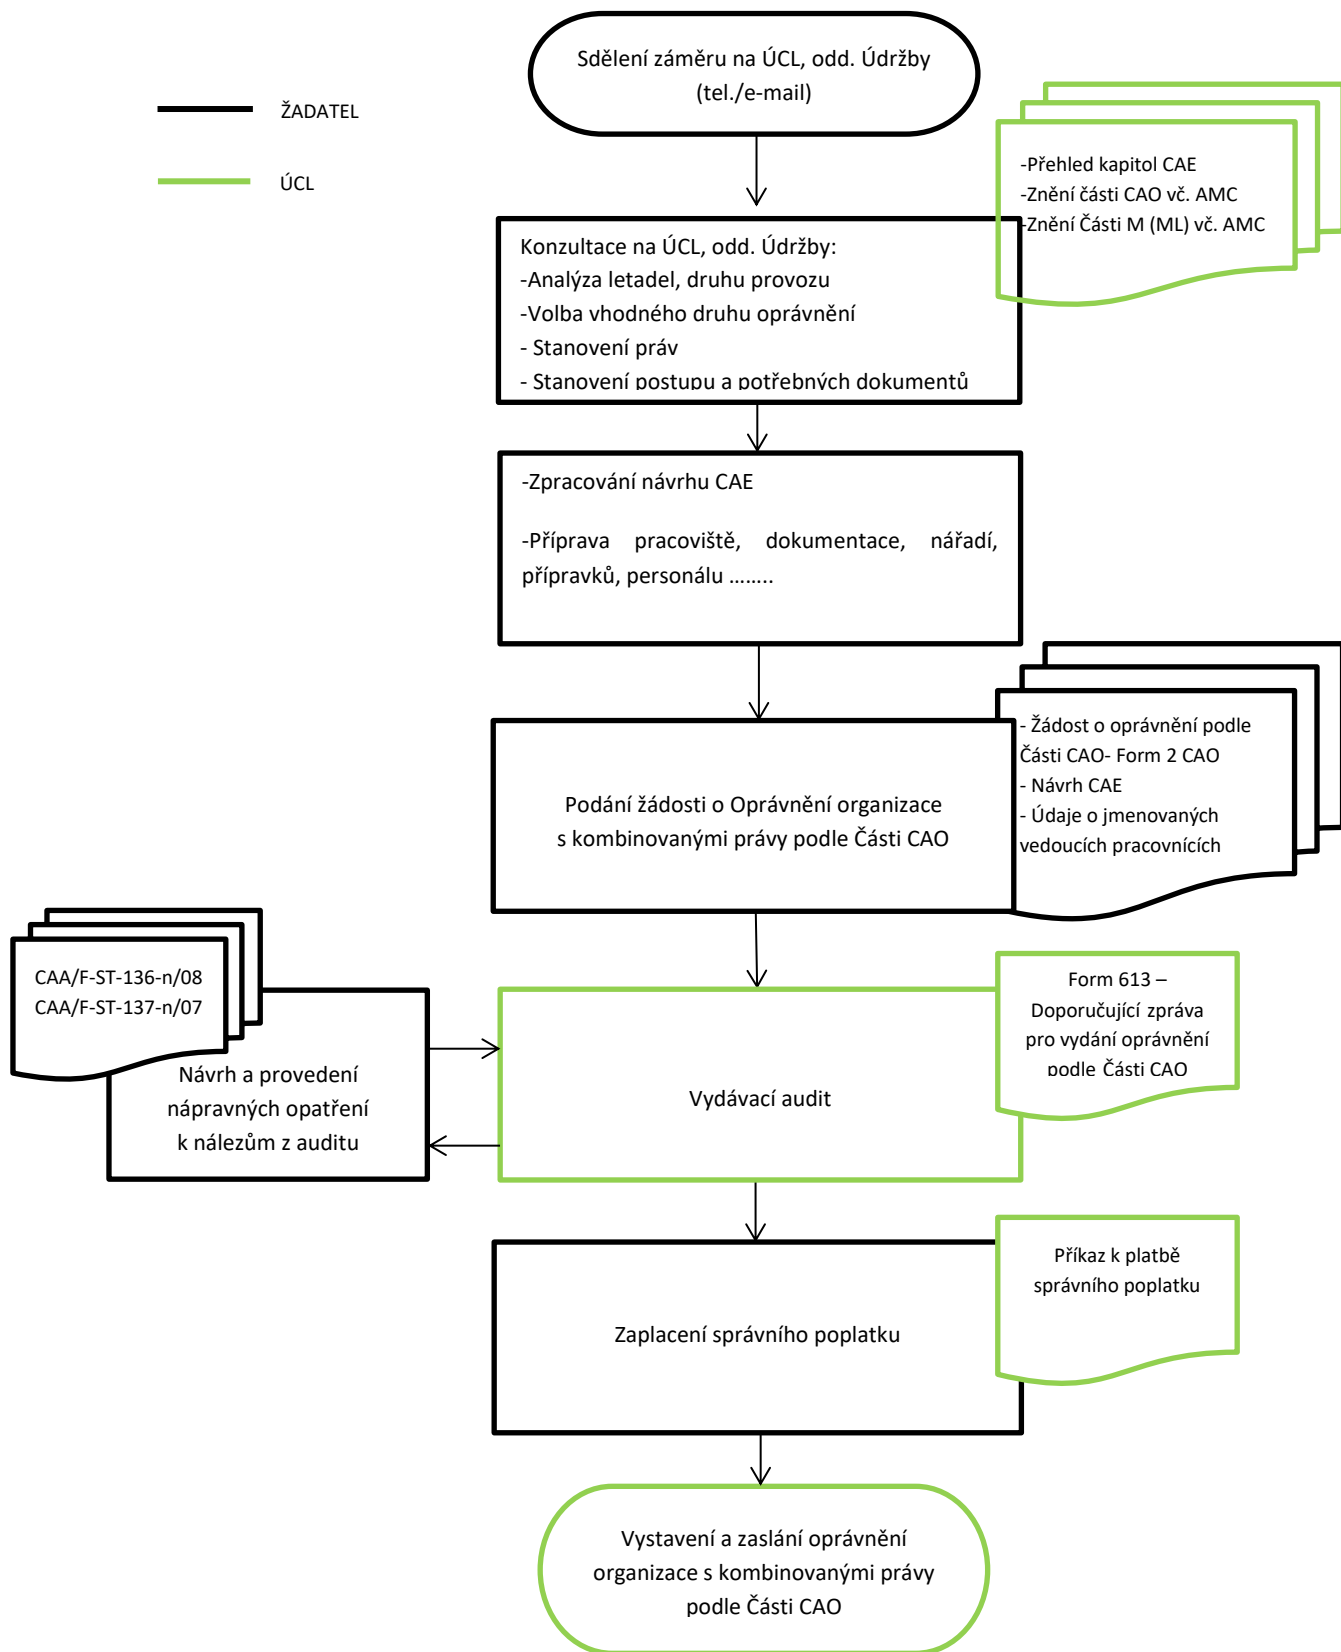 Sdělení záměru na ÚCL, odd. Údržby
(tel./e-mail)
ŽADATEL
ÚCL
-Přehled kapitol CAE
-Znění části CAO vč. AMC
-Znění Části M (ML) vč. AMC
Konzultace na ÚCL, odd. Údržby:
-Analýza letadel, druhu provozu
-Volba vhodného druhu oprávnění
- Stanovení práv
- Stanovení postupu a potřebných dokumentů
-Zpracování návrhu CAE
-Příprava pracoviště, dokumentace, nářadí,
přípravků, personálu ……..
Podání žádosti o Oprávnění organizace
s kombinovanými právy podle Části CAO
- Žádost o oprávnění podle
Části CAO- Form 2 CAO
- Návrh CAE
- Údaje o jmenovaných
vedoucích pracovnících
CAA/F-ST-136-n/08
CAA/F-ST-137-n/07
Návrh a provedení
nápravných opatření
k nálezům z auditu
Vydávací audit
Form 613 –
Doporučující zpráva
pro vydání oprávnění
podle Části CAO
Zaplacení správního poplatku
Příkaz k platbě
správního poplatku
Vystavení a zaslání oprávnění
organizace s kombinovanými právy
podle Části CAO